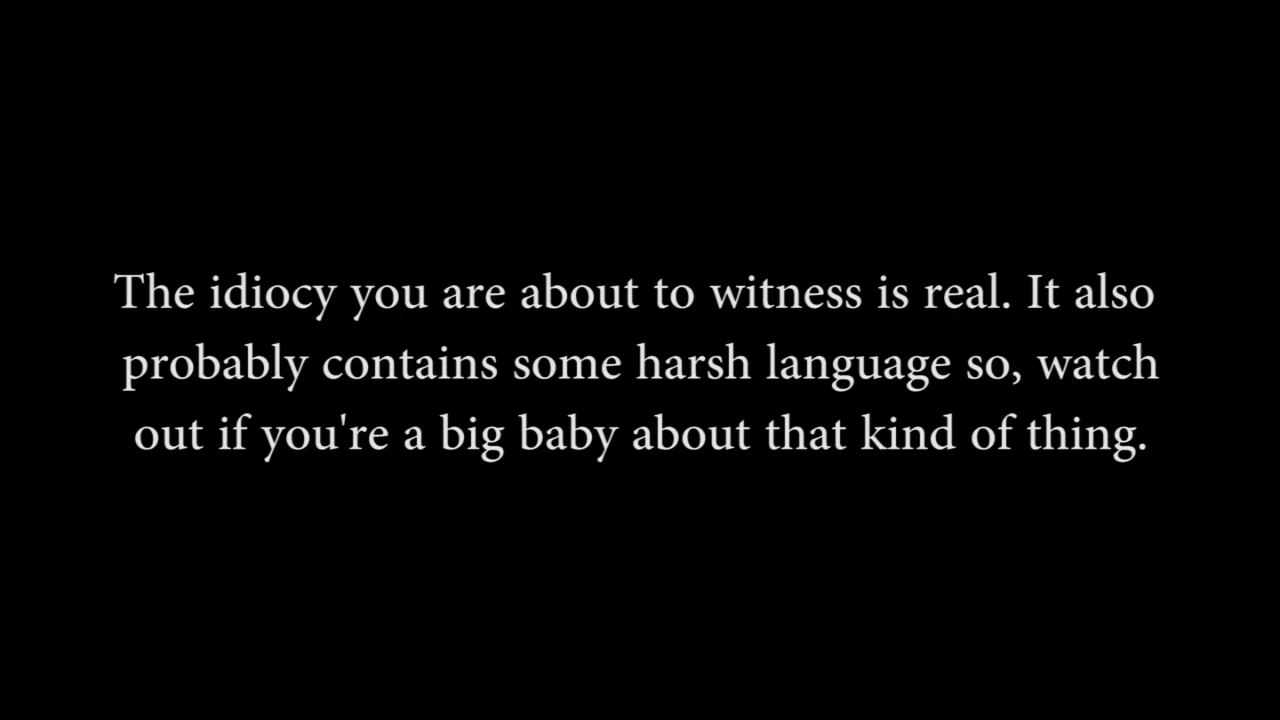 The idiocy you are about to witness is real. It also
probably contains some harsh language so, watch
out if you're a big baby about that kind of thing.